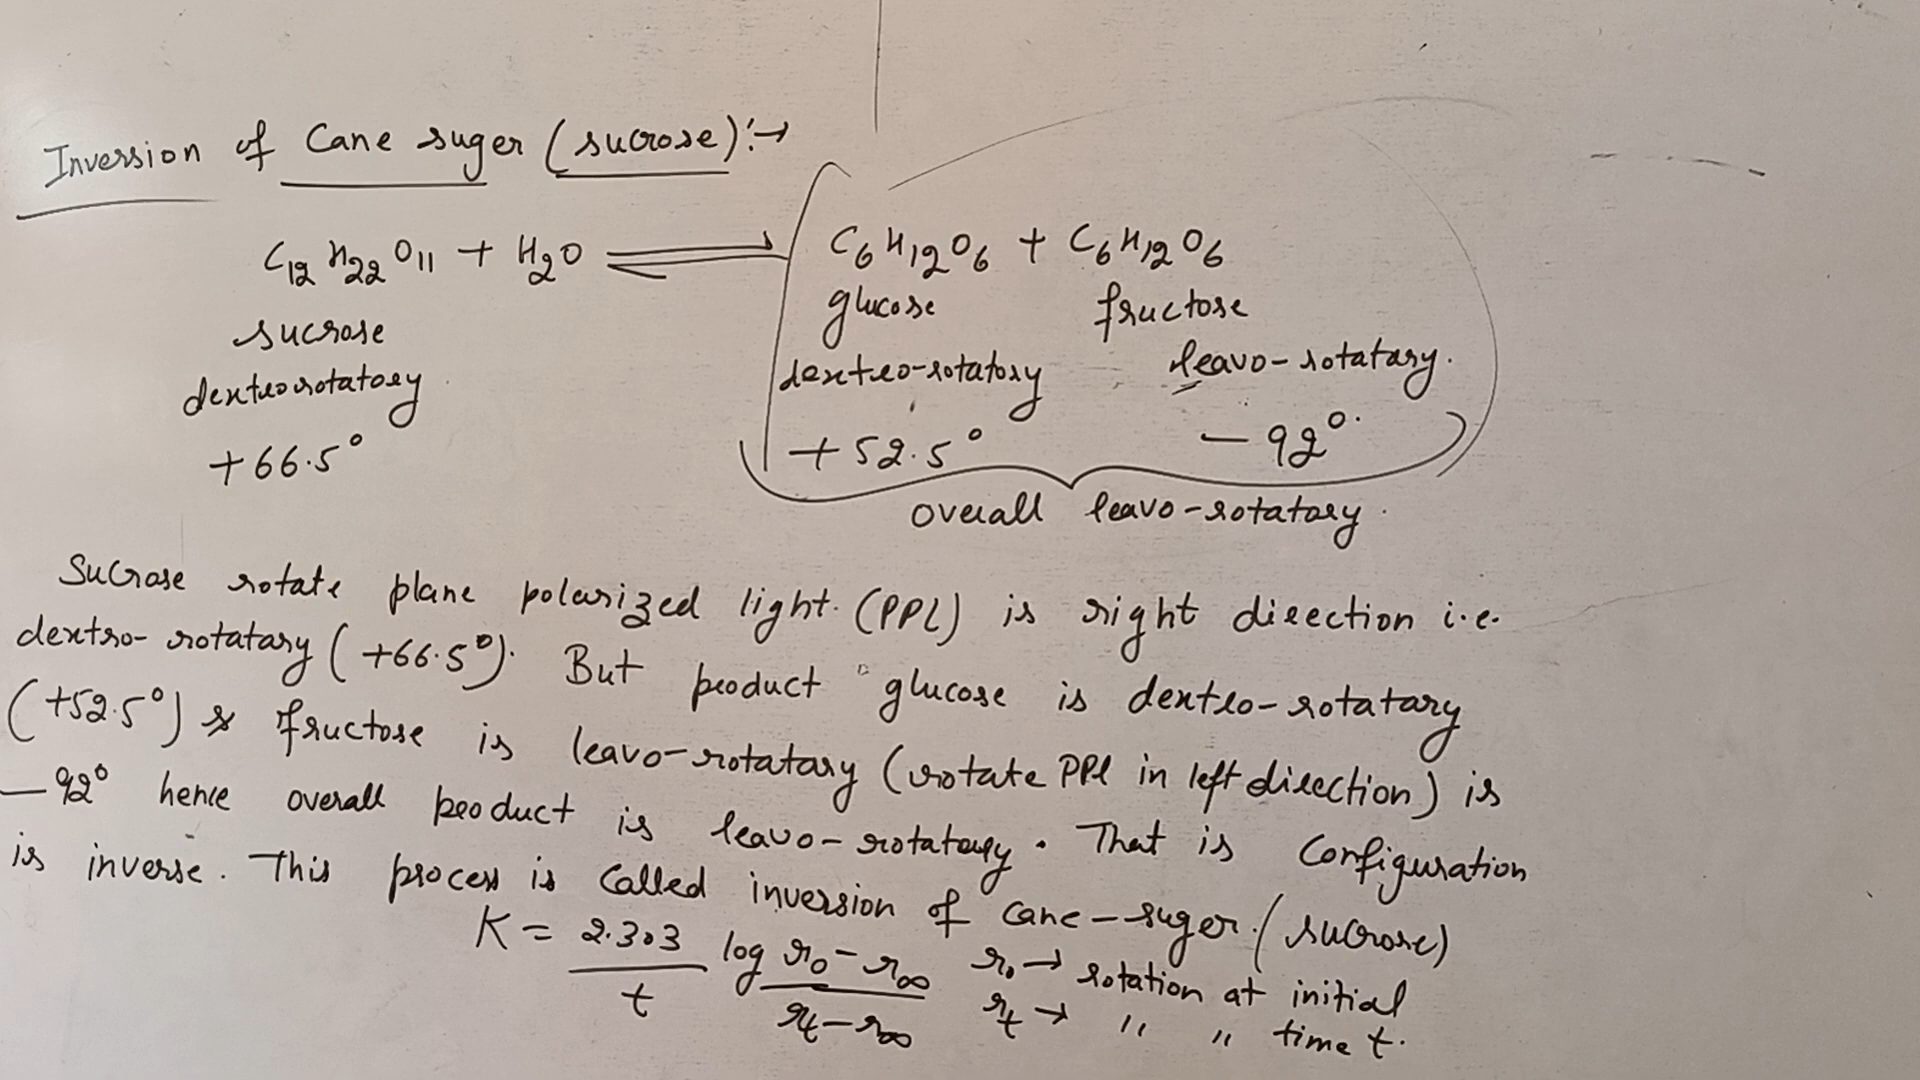 Inversion of Cane suger (sucrose):→
C12 H22 O11 + H2O ⇌ C6H12O6 + C6H12O6
sucrose glucose fructose
dextrorotatory dextro-rotatory leavo-rotatary.
+66.5° +52.5° -92°.
overall leavo-rotatary.
Sucrose rotate plane polarized light. (PPL) is right direction i.e.
dextro-rotatary (+66.5°). But product glucose is dextro-rotatary
(+52.5°) & fructose is leavo-rotatary (rotate PPL in left direction) is
-92° hence overall product is leavo-rotatary. That is Configuration
is inverse. This process is Called inversion of cane-suger. (sucrose)
K = 2.303/t log r0-r∞/rt-r∞ r0 → rotation at initial
rt → " " time t.